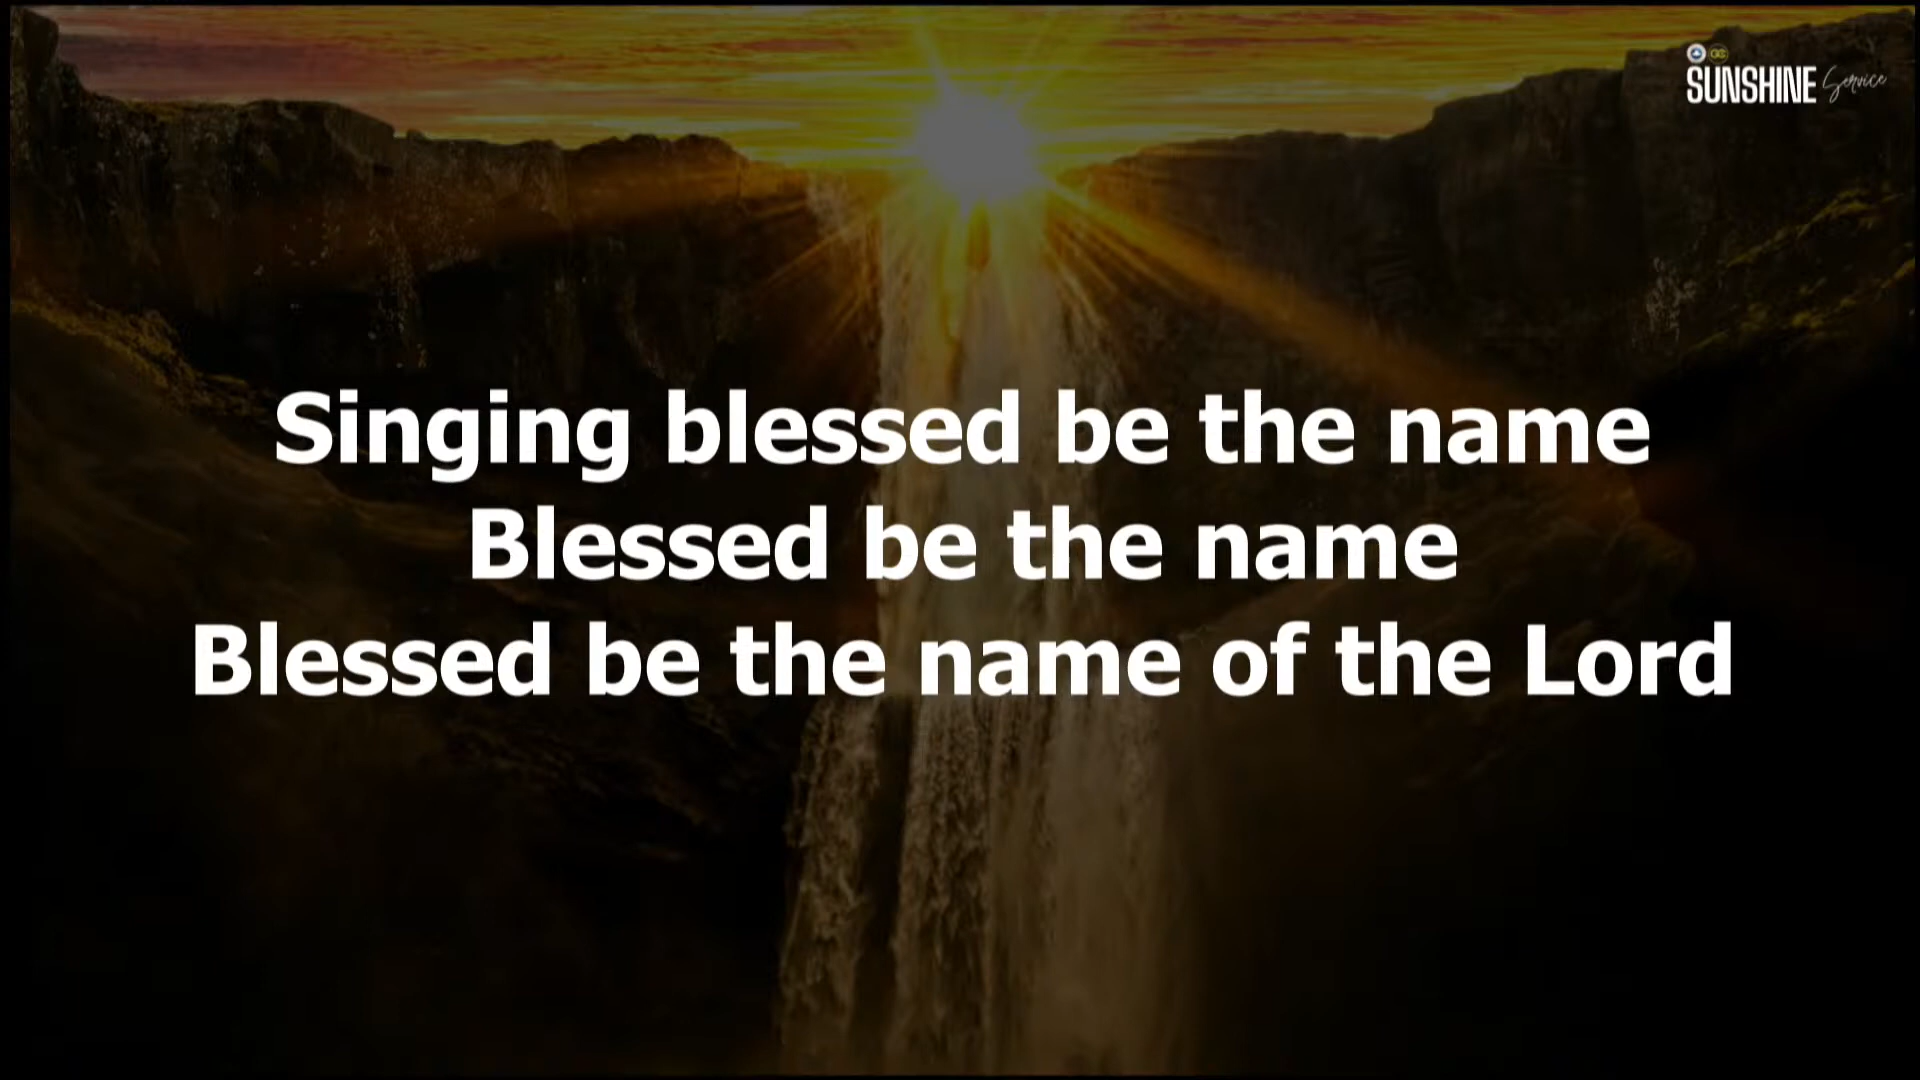 SUNSHINE Service
Singing blessed be the name
Blessed be the name
Blessed be the name of the Lord